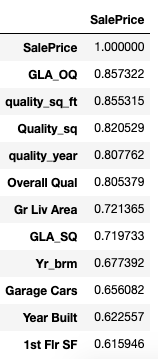 SalePrice
SalePrice 1.000000
GLA_OQ 0.857322
quality_sq_ft 0.855315
Quality_sq 0.820529
quality_year 0.807762
Overall Qual 0.805379
Gr Liv Area 0.721365
GLA_SQ 0.719733
Yr_brm 0.677392
Garage Cars 0.656082
Year Built 0.622557
1st Flr SF 0.615946